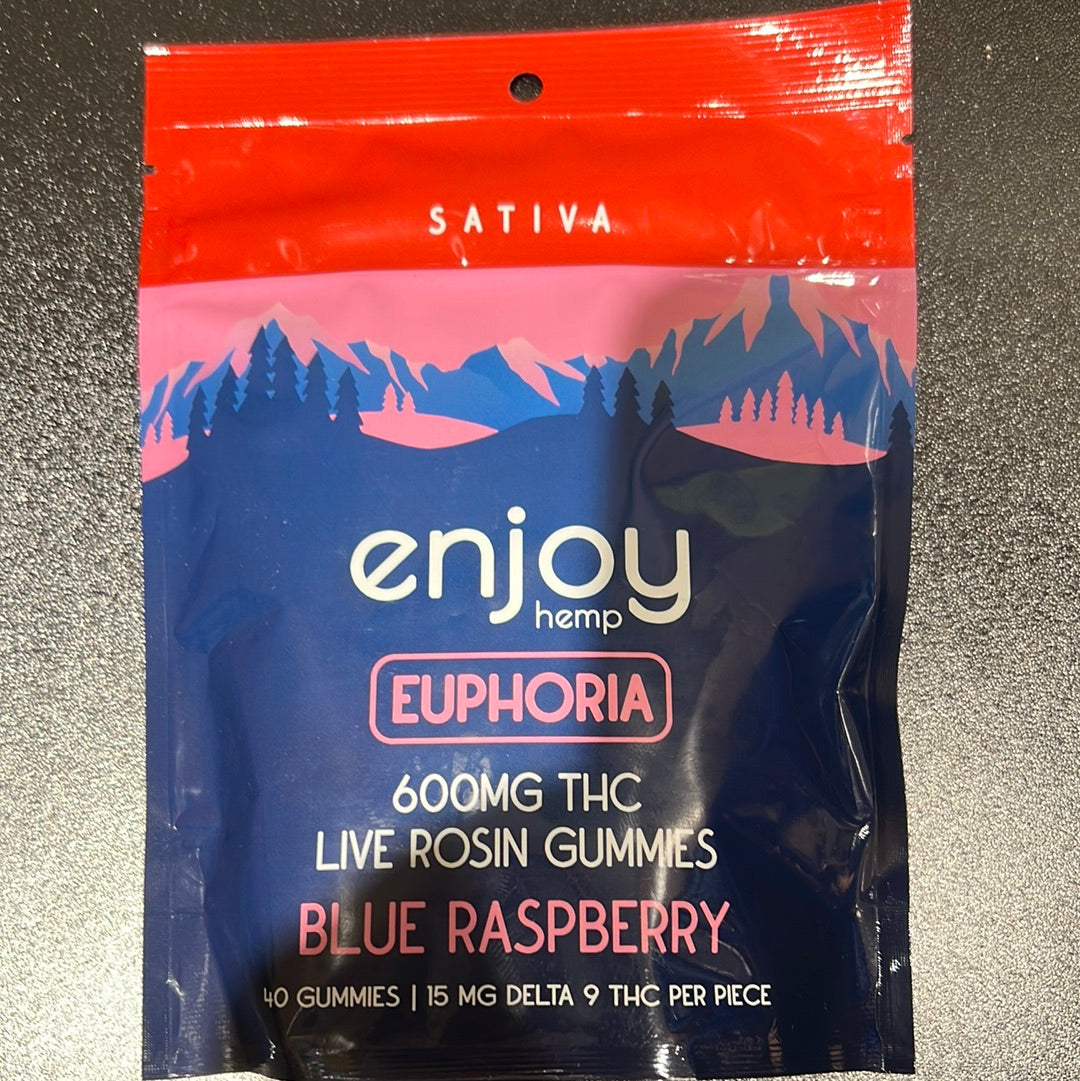 SATIVA
enjoy
hemp
EUPHORIA
600MG THC
LIVE ROSIN GUMMIES
BLUE RASPBERRY
40 GUMMIES | 15 MG DELTA 9 THC PER PIECE